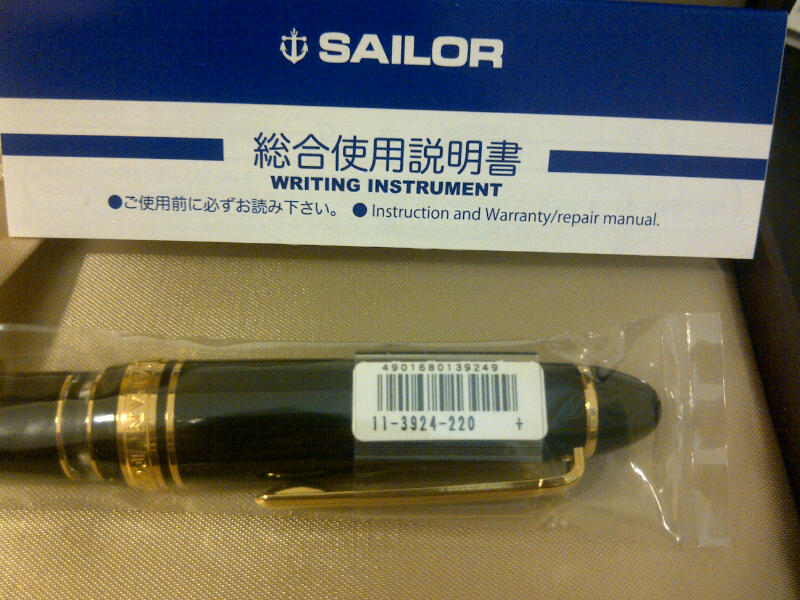 SAILOR
総合使用説明書
WRITING INSTRUMENT
●ご使用前に必ずお読み下さい。 ● Instruction and Warranty/repair manual.
4901680139249
11-3924-220 ナ